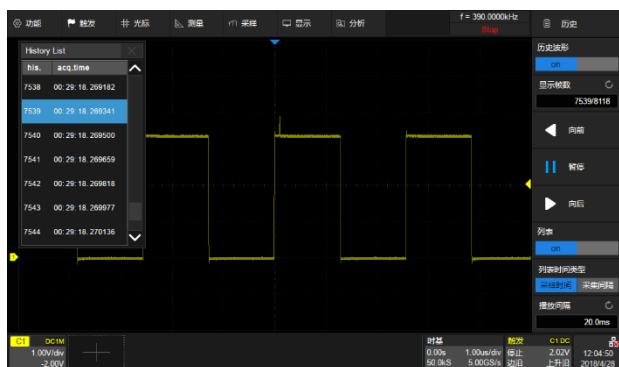 功能 触发 光标 测量 采样 显示 分析 f = 390.0000kHz 历史
Stop
History List
his. acq.time
7538 00:29:18.269182
7539 00:29:18.269341
7540 00:29:18.269500
7541 00:29:18.269659
7542 00:29:18.269818
7543 00:29:18.269977
7544 00:29:18.270136
历史波形
on
显示帧数
7539/8118
向前
暂停
向后
列表
on
列表时间类型
采样时间 采集间隔
播放间隔
20.0ms
C1 DC1M
1.00V/div
-2.00V
时基
0.00s 1.00us/div
50.0kS 5.00GS/s
触发 C1 DC
停止 2.02V
边沿 上升沿
12:04:50
2018/4/28